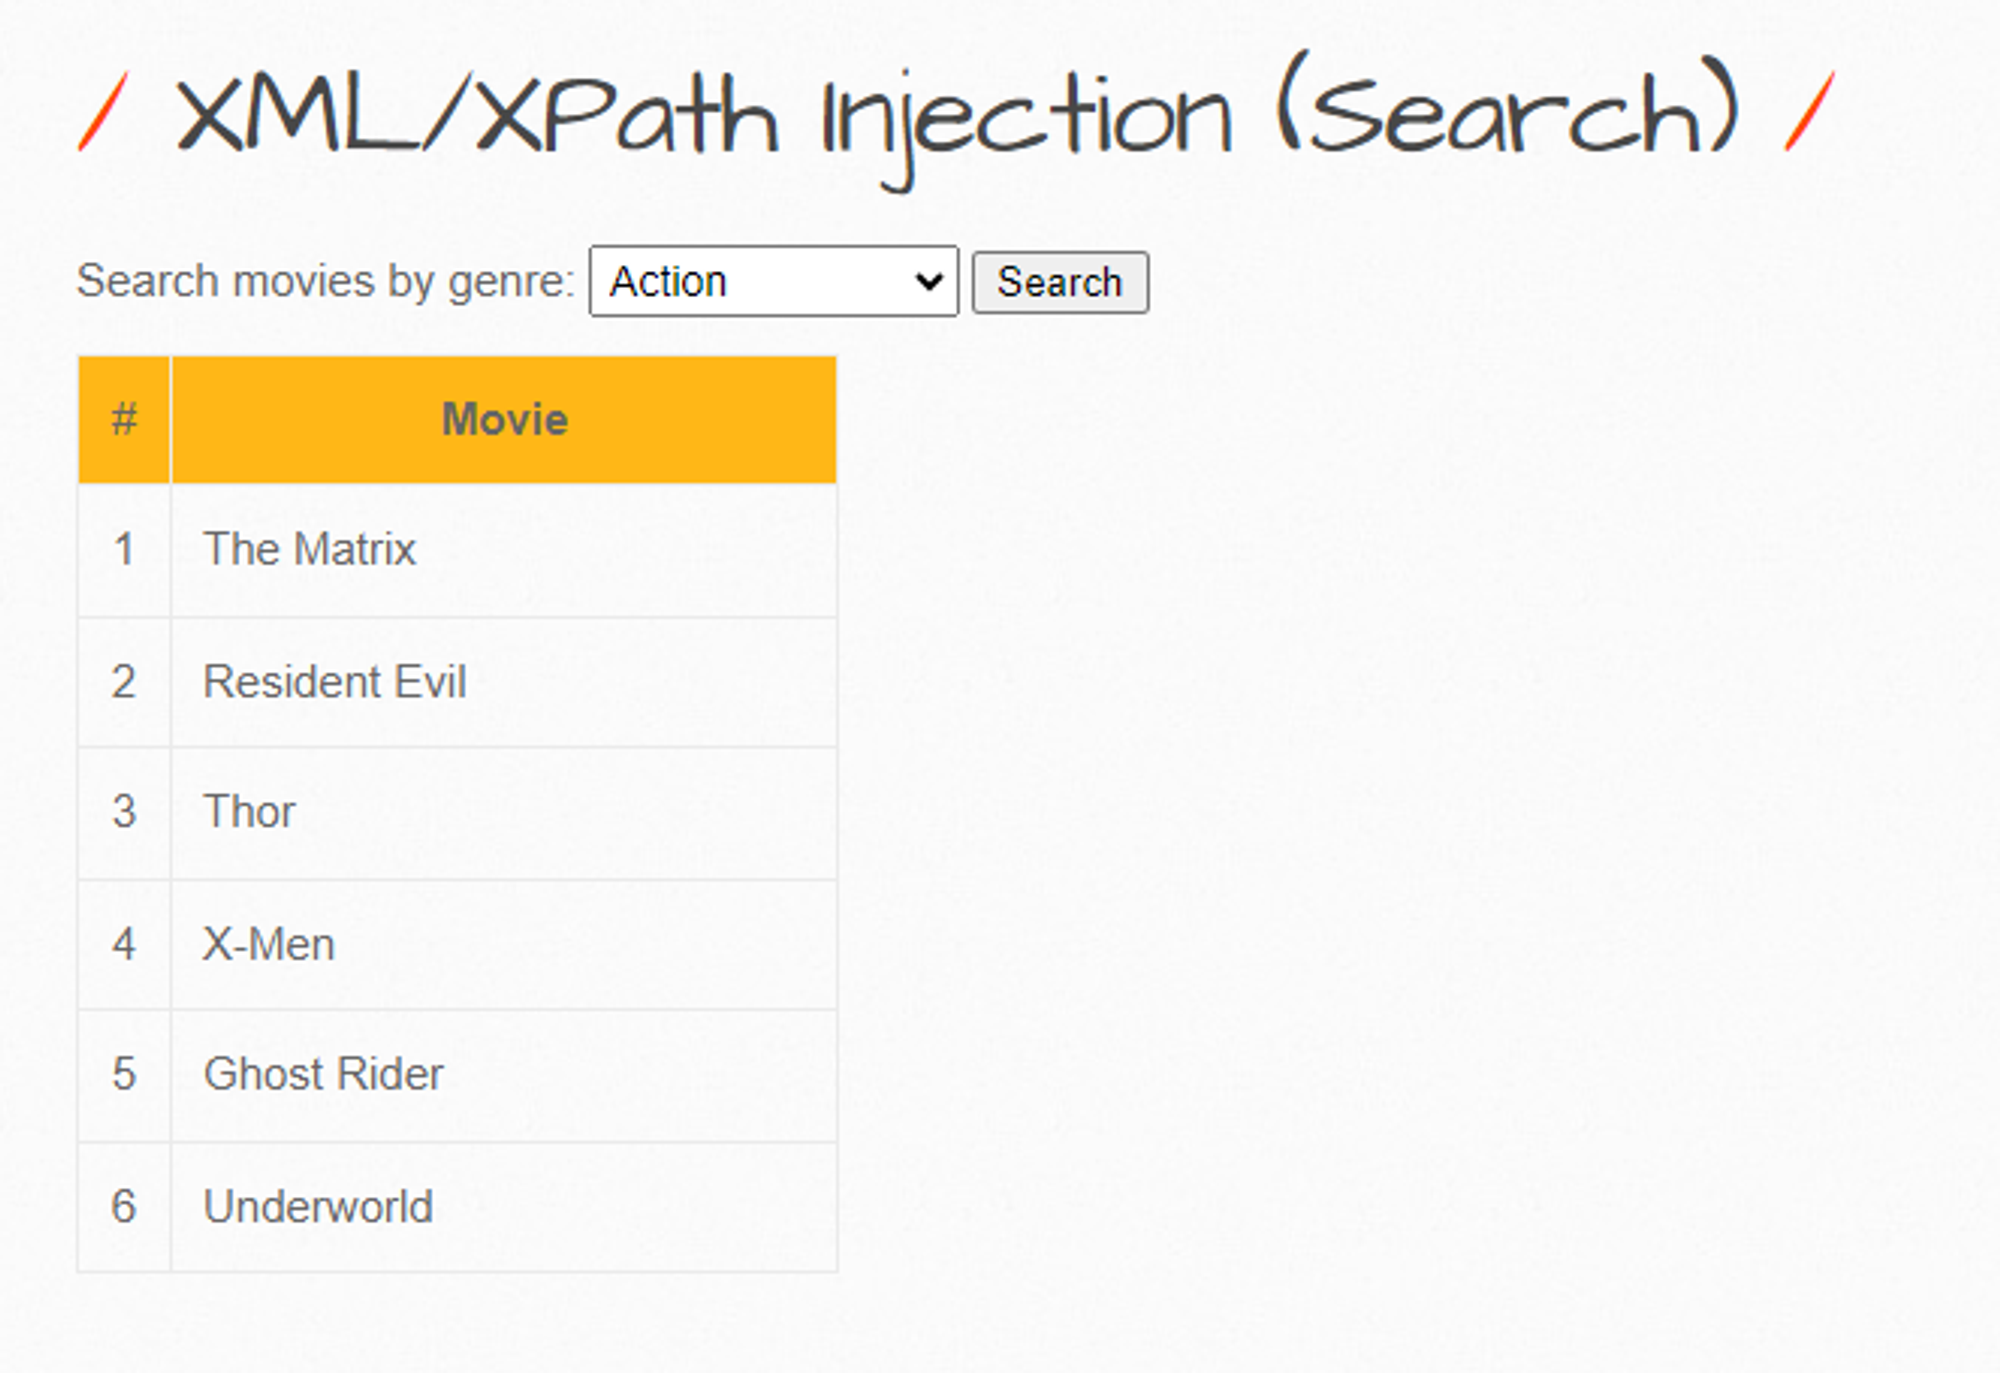 / XML/XPath Injection (Search) /
Search movies by genre: Action Search
# Movie
1 The Matrix
2 Resident Evil
3 Thor
4 X-Men
5 Ghost Rider
6 Underworld